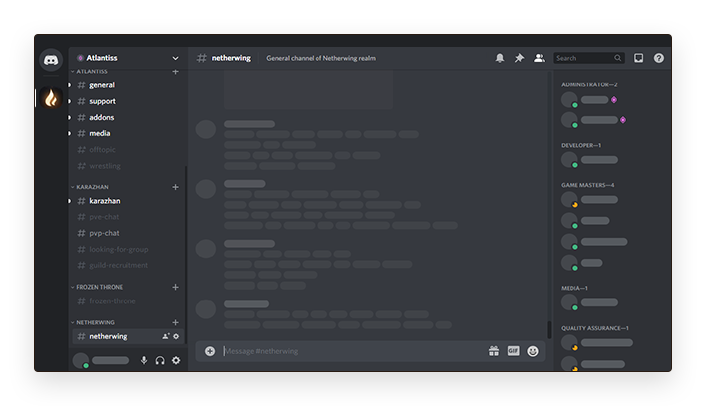 Atlantiss
ATLANTISS
general
support
addons
media
offtopic
wrestling
KARAZHAN
karazhan
pve-chat
pvp-chat
looking-for-group
guild-recruitment
FROZEN THRONE
frozen-throne
NETHERWING
netherwing
netherwing
General channel of Netherwing realm
Search
Message #netherwing
GIF
ADMINISTRATOR—2
DEVELOPER—1
GAME MASTERS—4
MEDIA—1
QUALITY ASSURANCE—1